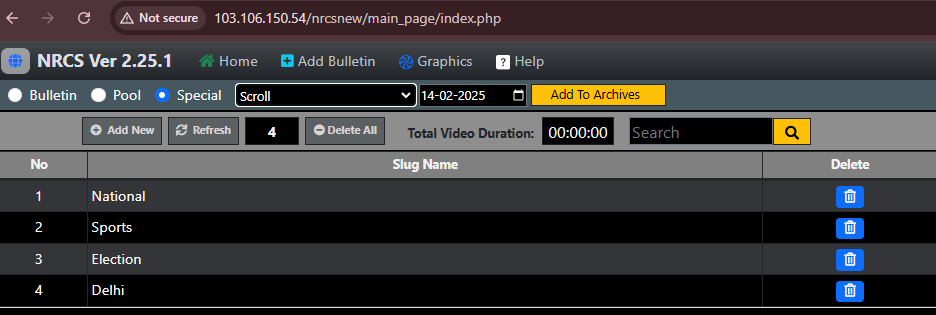 Not secure 103.106.150.54/nrcsnew/main_page/index.php
NRCS Ver 2.25.1 Home Add Bulletin Graphics ? Help
Bulletin Pool Special Scroll 14-02-2025 Add To Archives
Add New Refresh 4 Delete All Total Video Duration: 00:00:00 Search
No Slug Name Delete
1 National
2 Sports
3 Election
4 Delhi